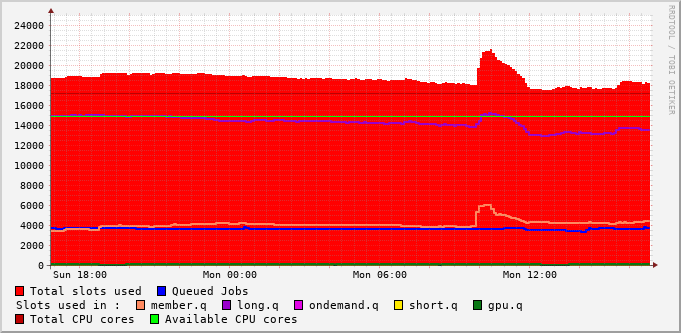 24000
22000
20000
18000
16000
14000
12000
10000
8000
6000
4000
2000
0
Sun 18:00 Mon 00:00 Mon 06:00 Mon 12:00
Total slots used Queued Jobs
Slots used in : member.q long.q ondemand.q short.q gpu.q
Total CPU cores Available CPU cores
RRDTOOL / TOBI OETIKER